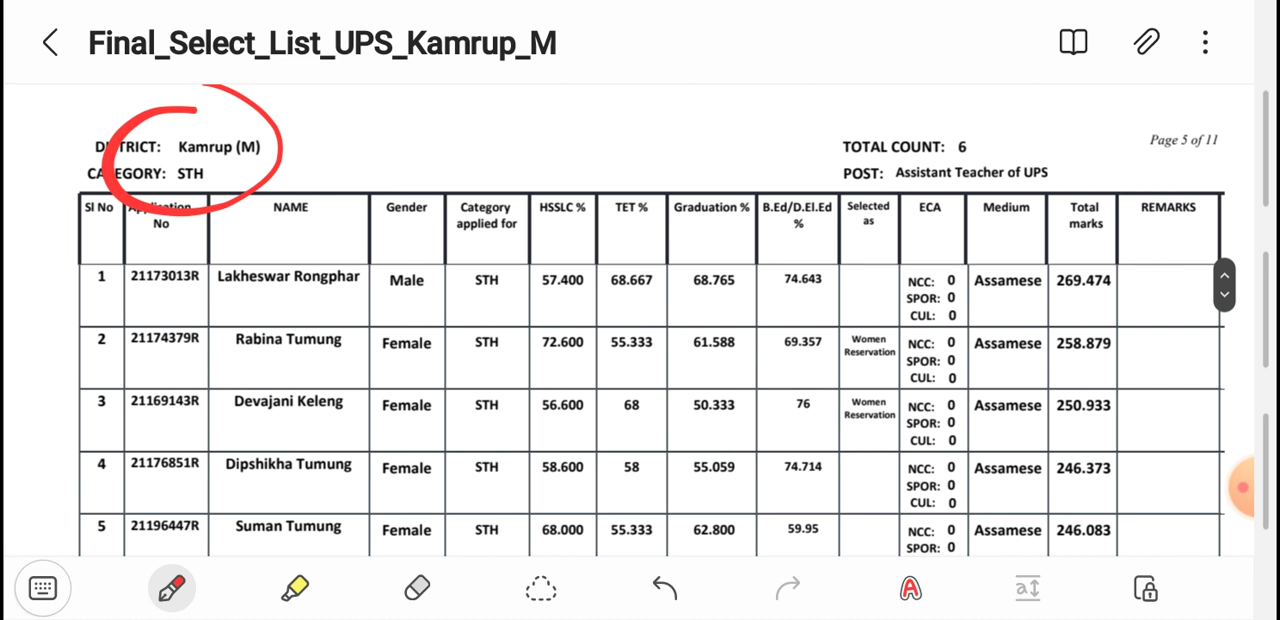 Final_Select_List_UPS_Kamrup_M
DISTRICT: Kamrup (M) TOTAL COUNT: 6 Page 5 of 11
CATEGORY: STH POST: Assistant Teacher of UPS
Sl No Application No NAME Gender Category applied for HSSLC % TET % Graduation % B.Ed/D.El.Ed % Selected as ECA Medium Total marks REMARKS
1 21173013R Lakheswar Rongphar Male STH 57.400 68.667 68.765 74.643 NCC: 0 Assamese 269.474
SPOR: 0
CUL: 0
2 21174379R Rabina Tumung Female STH 72.600 55.333 61.588 69.357 Women Reservation NCC: 0 Assamese 258.879
SPOR: 0
CUL: 0
3 21169143R Devajani Keleng Female STH 56.600 68 50.333 76 Women Reservation NCC: 0 Assamese 250.933
SPOR: 0
CUL: 0
4 21176851R Dipshikha Tumung Female STH 58.600 58 55.059 74.714 NCC: 0 Assamese 246.373
SPOR: 0
CUL: 0
5 21196447R Suman Tumung Female STH 68.000 55.333 62.800 59.95 NCC: 0 Assamese 246.083
SPOR: 0